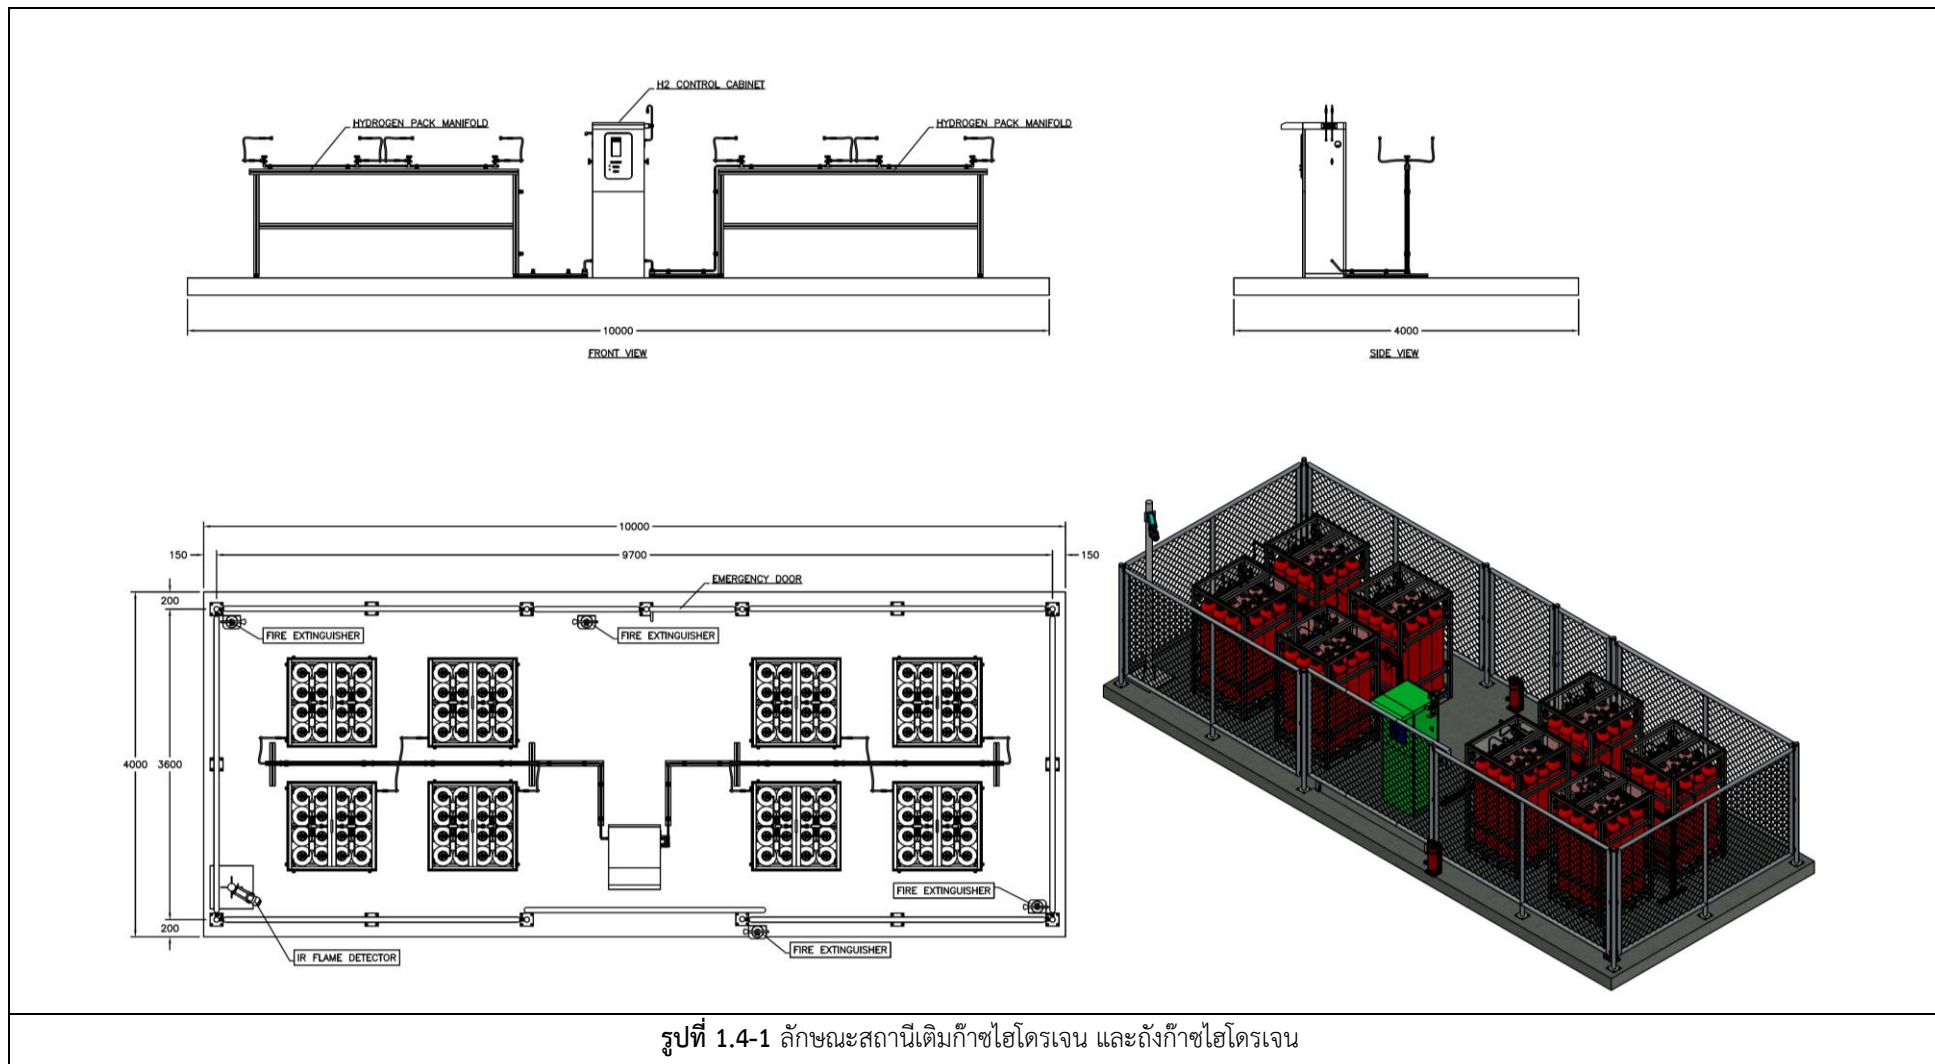 H2 CONTROL CABINET
HYDROGEN PACK MANIFOLD
HYDROGEN PACK MANIFOLD
10000
4000
FRONT VIEW
SIDE VIEW
10000
150
9700
150
EMERGENCY DOOR
200
FIRE EXTINGUISHER
FIRE EXTINGUISHER
4000 3600
FIRE EXTINGUISHER
200
FIRE EXTINGUISHER
IR FLAME DETECTOR
รูปที่ 1.4-1 ลักษณะสถานีเติมก๊าซไฮโดรเจน และถังก๊าซไฮโดรเจน